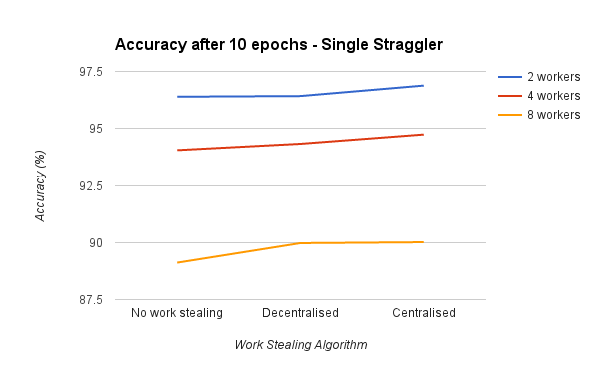 Accuracy after 10 epochs - Single Straggler
97.5
95
92.5
90
87.5
Accuracy (%)
No work stealing Decentralised Centralised
Work Stealing Algorithm
2 workers
4 workers
8 workers